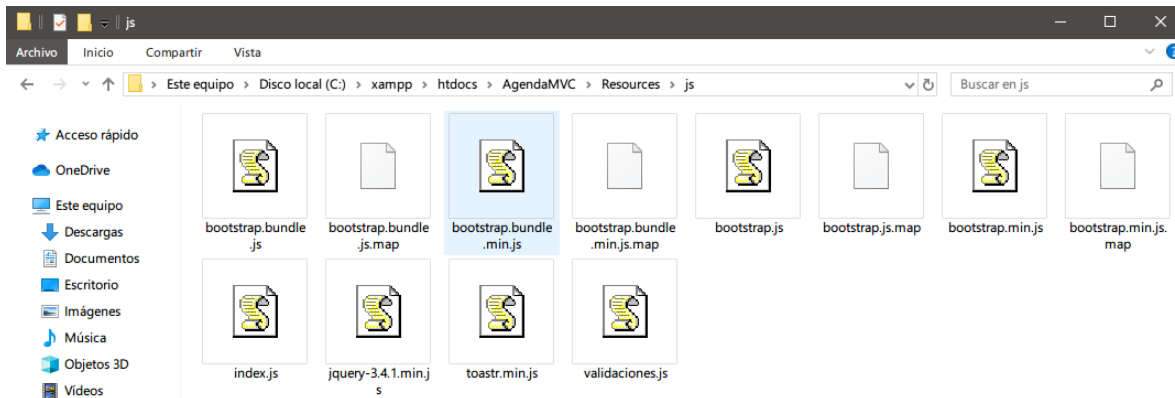 js
Archivo Inicio Compartir Vista
Este equipo > Disco local (C:) > xampp > htdocs > AgendaMVC > Resources > js
Buscar en js
Acceso rápido
OneDrive
Este equipo
Descargas
Documentos
Escritorio
Imágenes
Música
Objetos 3D
Vídeos
bootstrap.bundle
.js
bootstrap.bundle
.js.map
bootstrap.bundle
.min.js
bootstrap.bundle
.min.js.map
bootstrap.js
bootstrap.js.map
bootstrap.min.js
bootstrap.min.js.
map
index.js
jquery-3.4.1.min.j
s
toastr.min.js
validaciones.js